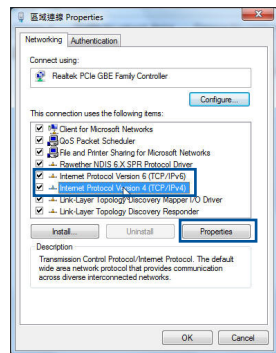 區域連線 Properties
Networking Authentication
Connect using:
Realtek PCIe GBE Family Controller
Configure...
This connection uses the following items:
Client for Microsoft Networks
QoS Packet Scheduler
File and Printer Sharing for Microsoft Networks
Rawether NDIS 6.X SPR Protocol Driver
Internet Protocol Version 6 (TCP/IPv6)
Internet Protocol Version 4 (TCP/IPv4)
Link-Layer Topology Discovery Mapper I/O Driver
Link-Layer Topology Discovery Responder
Install... Uninstall Properties
Description
Transmission Control Protocol/Internet Protocol. The default
wide area network protocol that provides communication
across diverse interconnected networks.
OK Cancel